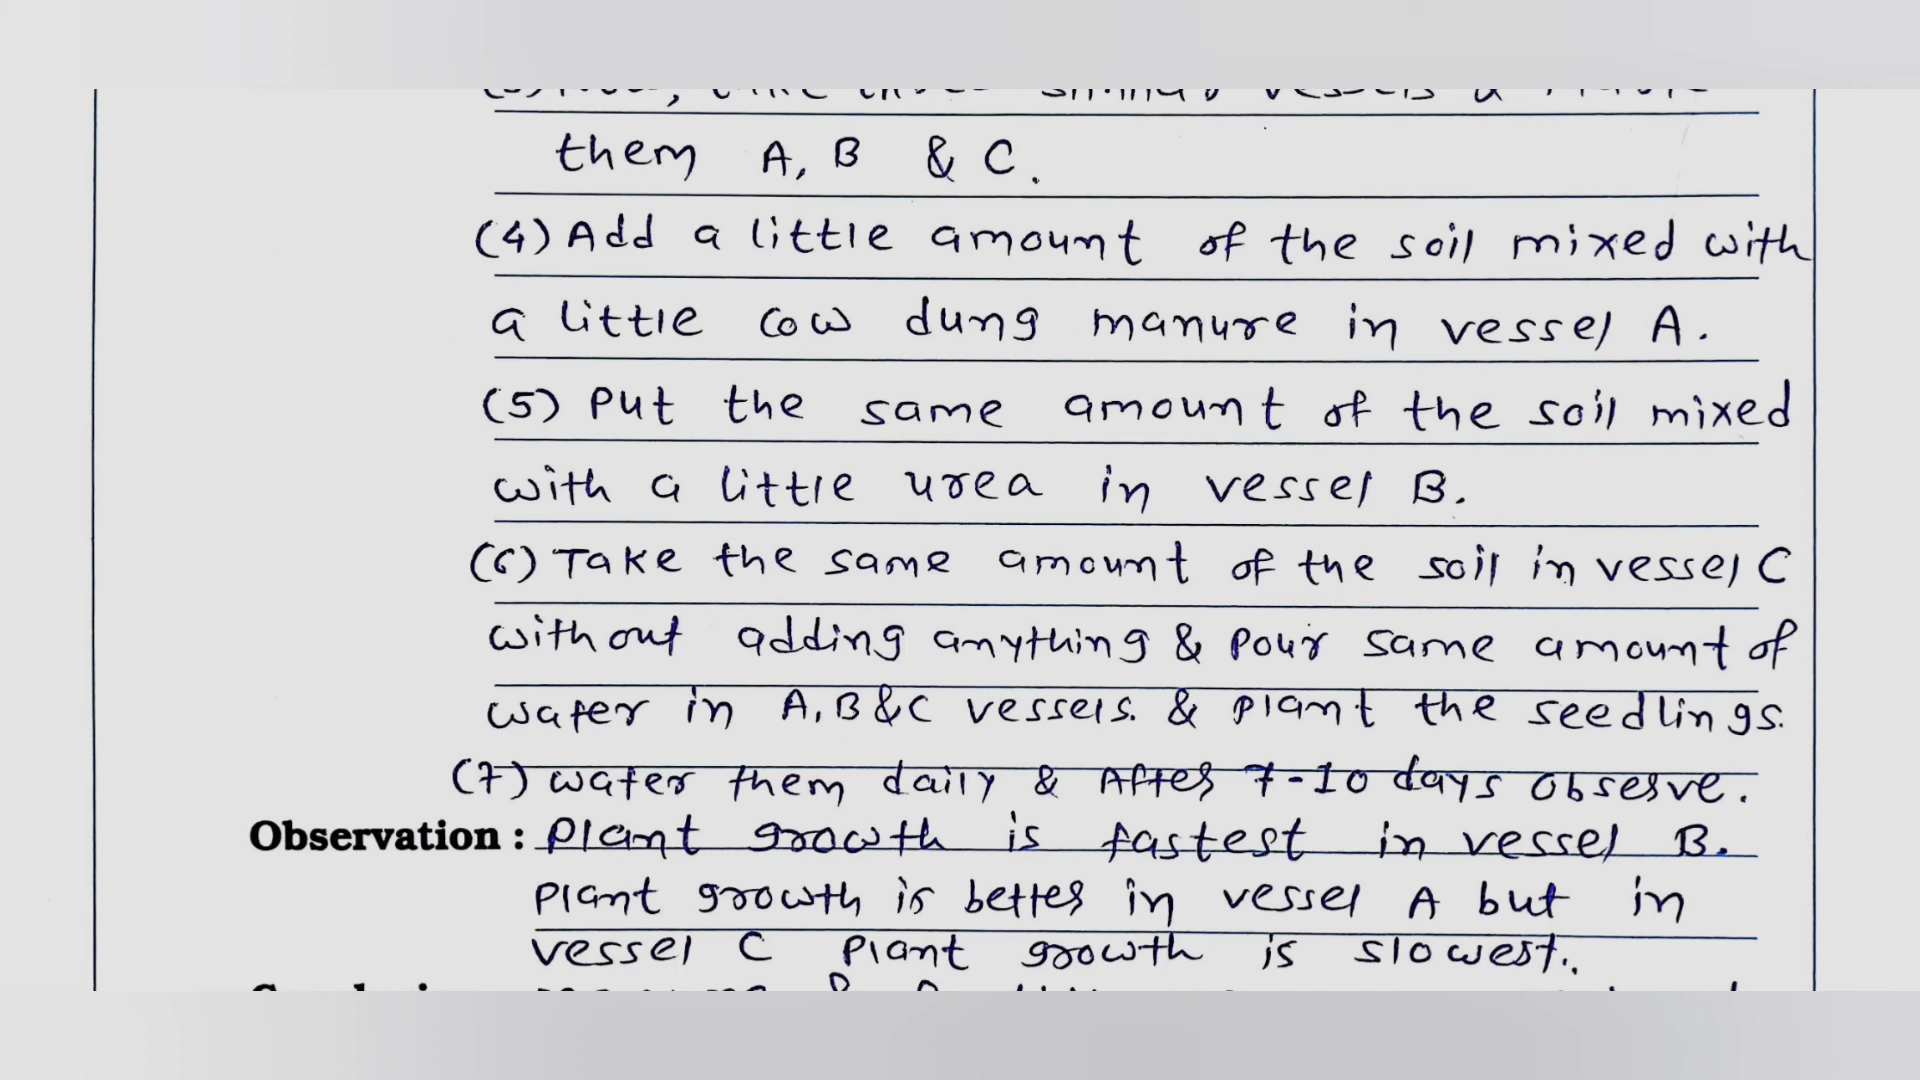 them A, B & C.
(4) Add a little amount of the soil mixed with
a little cow dung manure in vessel A.
(5) Put the same amount of the soil mixed
with a little urea in vessel B.
(6) Take the same amount of the soil in vessel C
without adding anything & pour same amount of
water in A, B & C vessels. & plant the seedlings.
(7) water them daily & After 7-10 days observe.
Observation : Plant growth is fastest in vessel B.
Plant growth is better in vessel A but in
vessel C Plant growth is slowest.